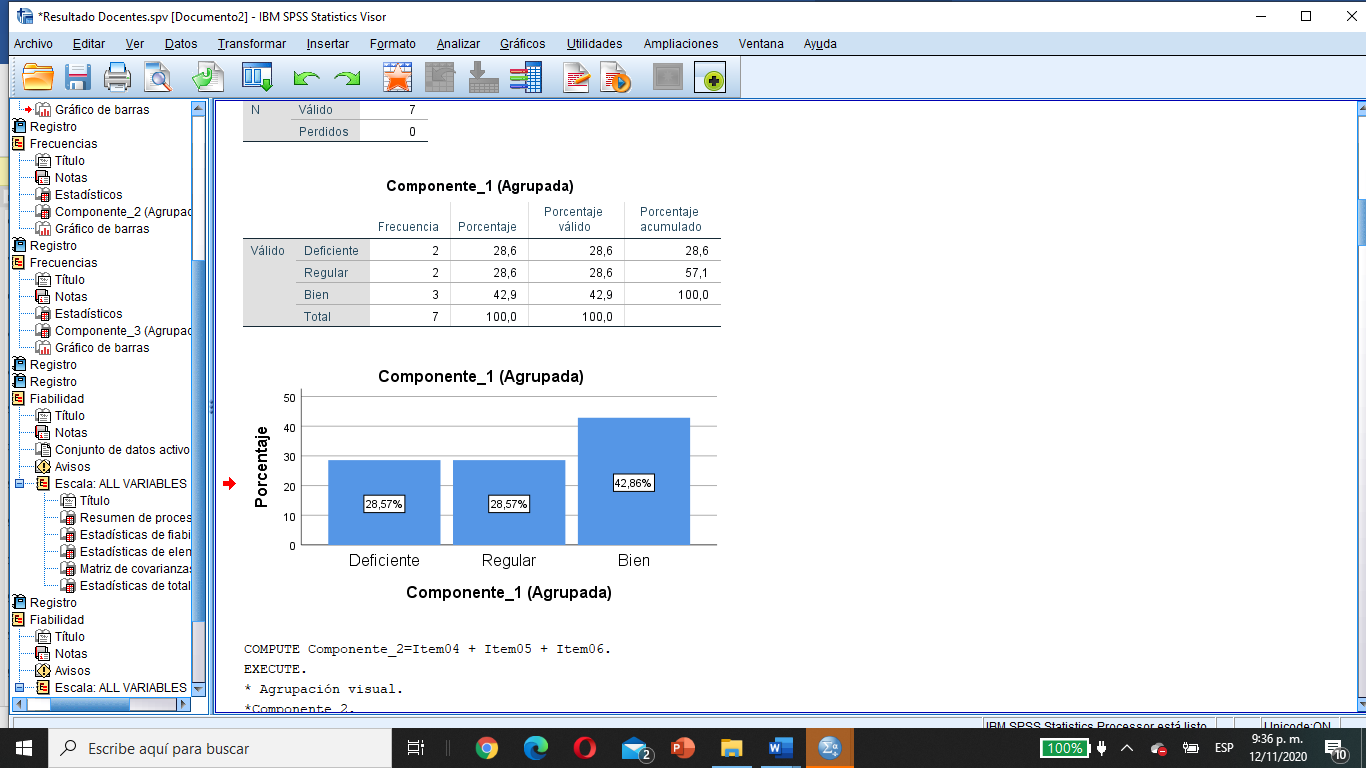 *Resultado Docentes.spv [Documento2] - IBM SPSS Statistics Visor
Archivo Editar Ver Datos Transformar Insertar Formato Analizar Gráficos Utilidades Ampliaciones Ventana Ayuda
Gráfico de barras
Registro
Frecuencias
Título
Notas
Estadísticos
Componente_2 (Agrupad
Gráfico de barras
Registro
Frecuencias
Título
Notas
Estadísticos
Componente_3 (Agrupad
Gráfico de barras
Registro
Registro
Fiabilidad
Título
Notas
Conjunto de datos activo
Avisos
Escala: ALL VARIABLES
Título
Resumen de proces
Estadísticas de fiabi
Estadísticas de elen
Matriz de covarianzas
Estadísticas de total
Registro
Fiabilidad
Título
Notas
Avisos
Escala: ALL VARIABLES
N Válido 7
Perdidos 0
Componente_1 (Agrupada)
Frecuencia Porcentaje Porcentaje válido Porcentaje acumulado
Válido Deficiente 2 28,6 28,6 28,6
Regular 2 28,6 28,6 57,1
Bien 3 42,9 42,9 100,0
Total 7 100,0 100,0
Componente_1 (Agrupada)
Porcentaje
50
40
30
20
10
0
28,57% 28,57% 42,86%
Deficiente Regular Bien
Componente_1 (Agrupada)
COMPUTE Componente_2=Item04 + Item05 + Item06.
EXECUTE.
* Agrupación visual.
*Componente_2.
IBM SPSS Statistics Processor está listo Unicode:ON
Escribe aquí para buscar
2
100%
ESP
9:36 p. m.
12/11/2020
10